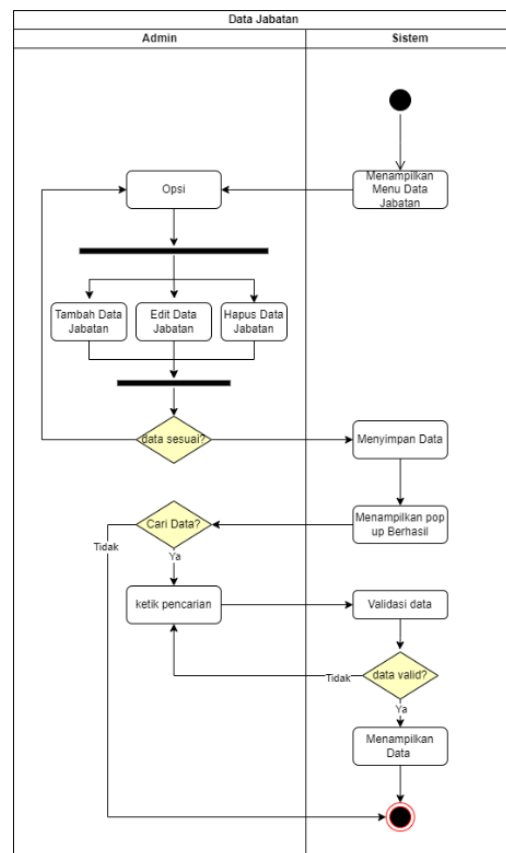 Data Jabatan
Admin
Sistem
Menampilkan
Menu Data
Jabatan
Opsi
Tambah Data
Jabatan
Edit Data
Jabatan
Hapus Data
Jabatan
data sesuai?
Menyimpan Data
Menampilkan pop
up Berhasil
Cari Data?
Tidak
Ya
ketik pencarian
Validasi data
data valid?
Tidak
Ya
Menampilkan
Data